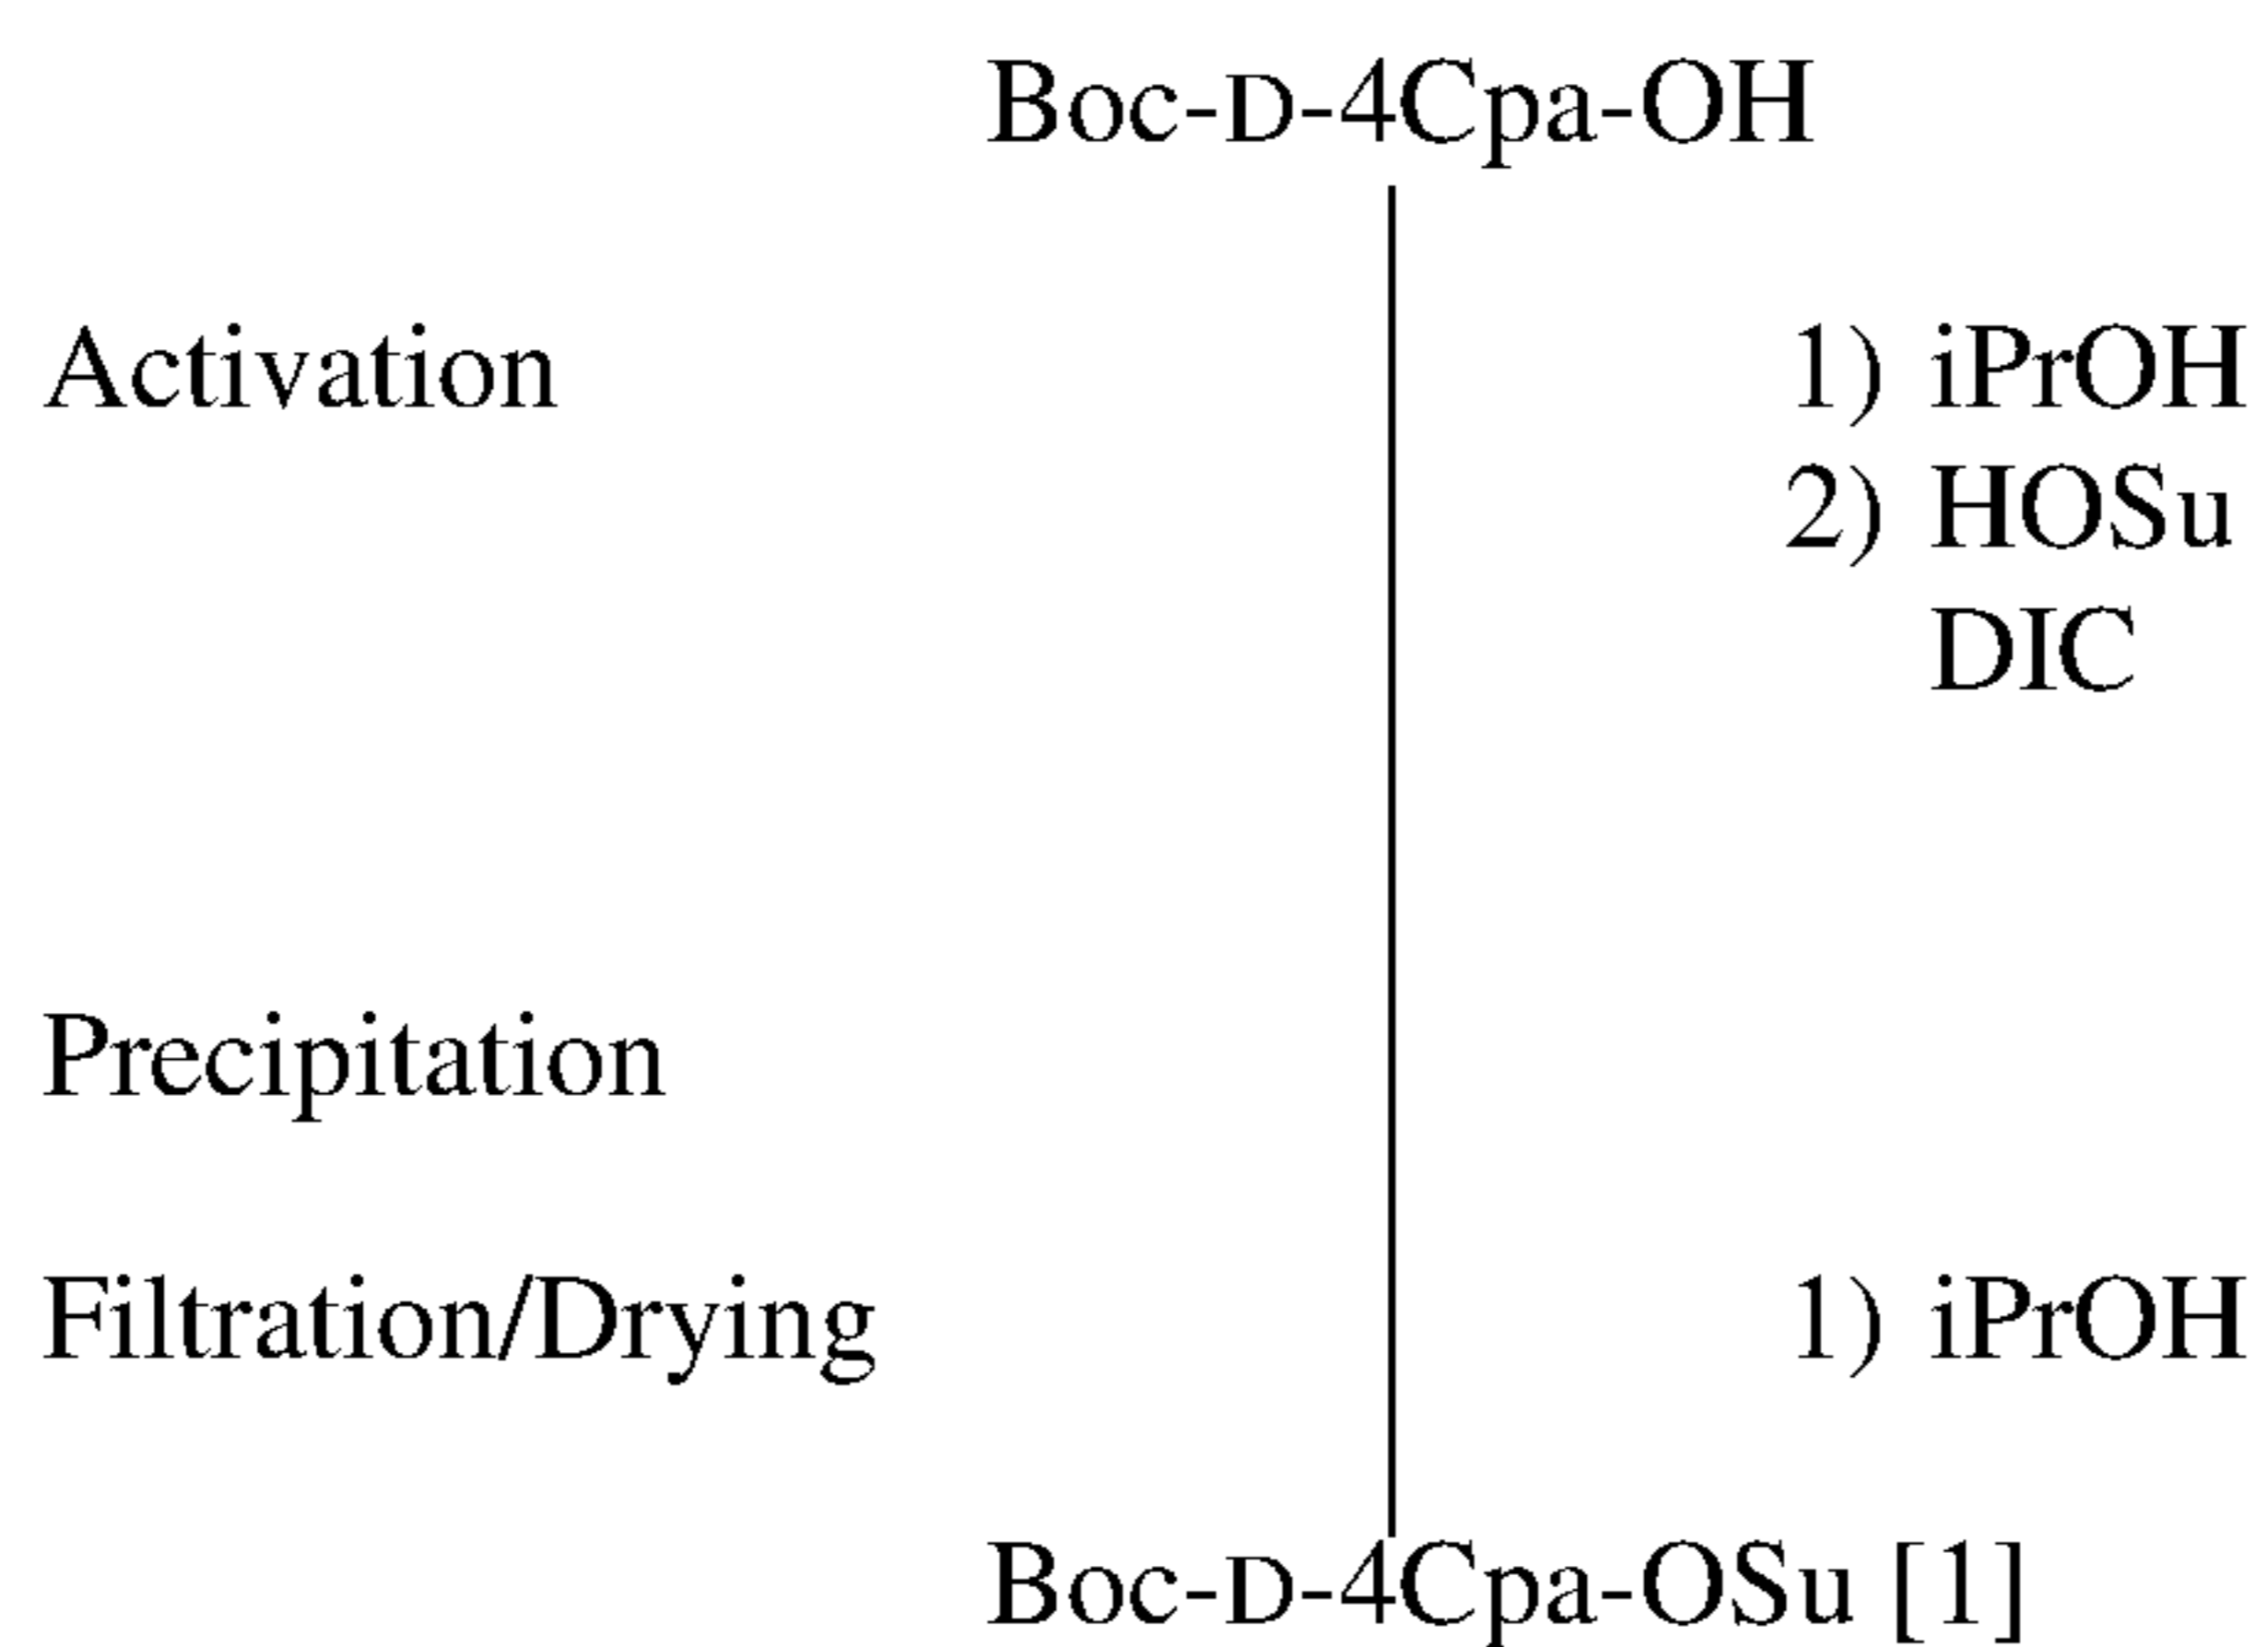 Boc-D-4Cpa-OH
Activation 1) iPrOH
2) HOSu
DIC
Precipitation
Filtration/Drying 1) iPrOH
Boc-D-4Cpa-OSu [1]